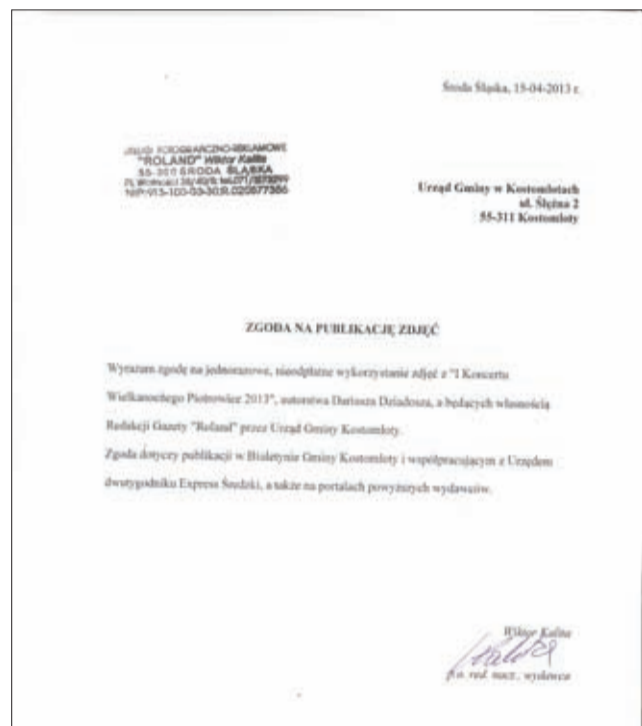 Środa Śląska, 15-04-2013 r.
"ROLAND" Wiktor Kalita
55-300 ŚRODA ŚLĄSKA
Urząd Gminy w Kostomłotach
ul. Ślężna 2
55-311 Kostomłoty
ZGODA NA PUBLIKACJĘ ZDJĘĆ
Wyrażam zgodę na jednorazowe, nieodpłatne wykorzystanie zdjęć z "I Koncertu
Wielkanocnego Piotrowice 2013", autorstwa Dariusza Dziadosza, a będących własnością
Redakcji Gazety "Roland" przez Urząd Gminy Kostomłoty.
Zgoda dotyczy publikacji w Biuletynie Gminy Kostomłoty i współpracującym z Urzędem
dwutygodniku Express Średzki, a także na portalach powyższych wydawców.
Wiktor Kalita
p.o. red. nacz., wydawca